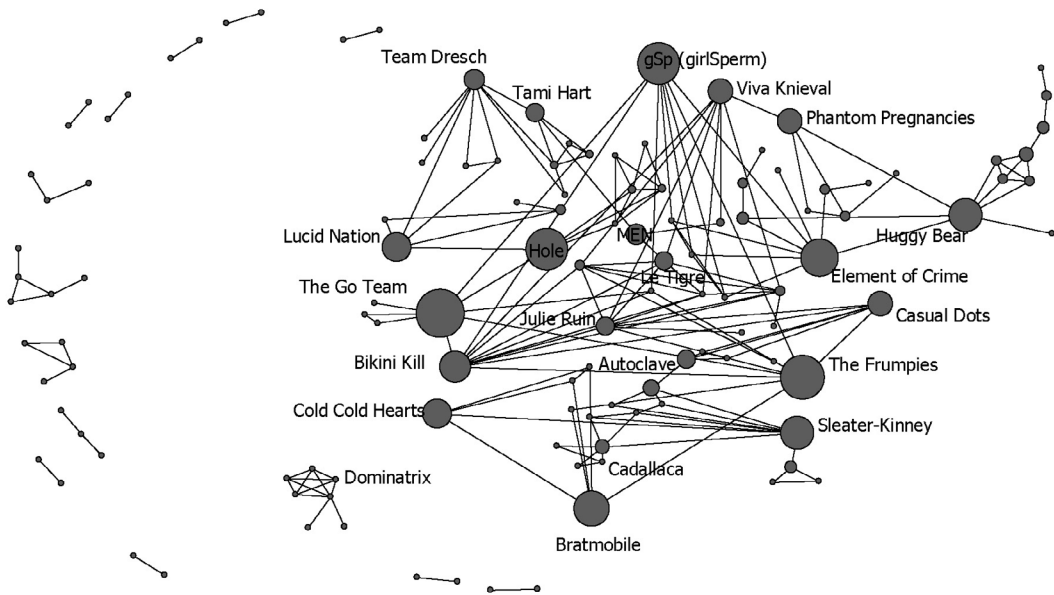 Team Dresch
gSp (girlSperm)
Viva Knieval
Tami Hart
Phantom Pregnancies
Lucid Nation
Hole
MEN
Huggy Bear
Le Tigre
Element of Crime
The Go Team
Julie Ruin
Casual Dots
Bikini Kill
Autoclave
The Frumpies
Cold Cold Hearts
Sleater-Kinney
Dominatrix
Cadallaca
Bratmobile